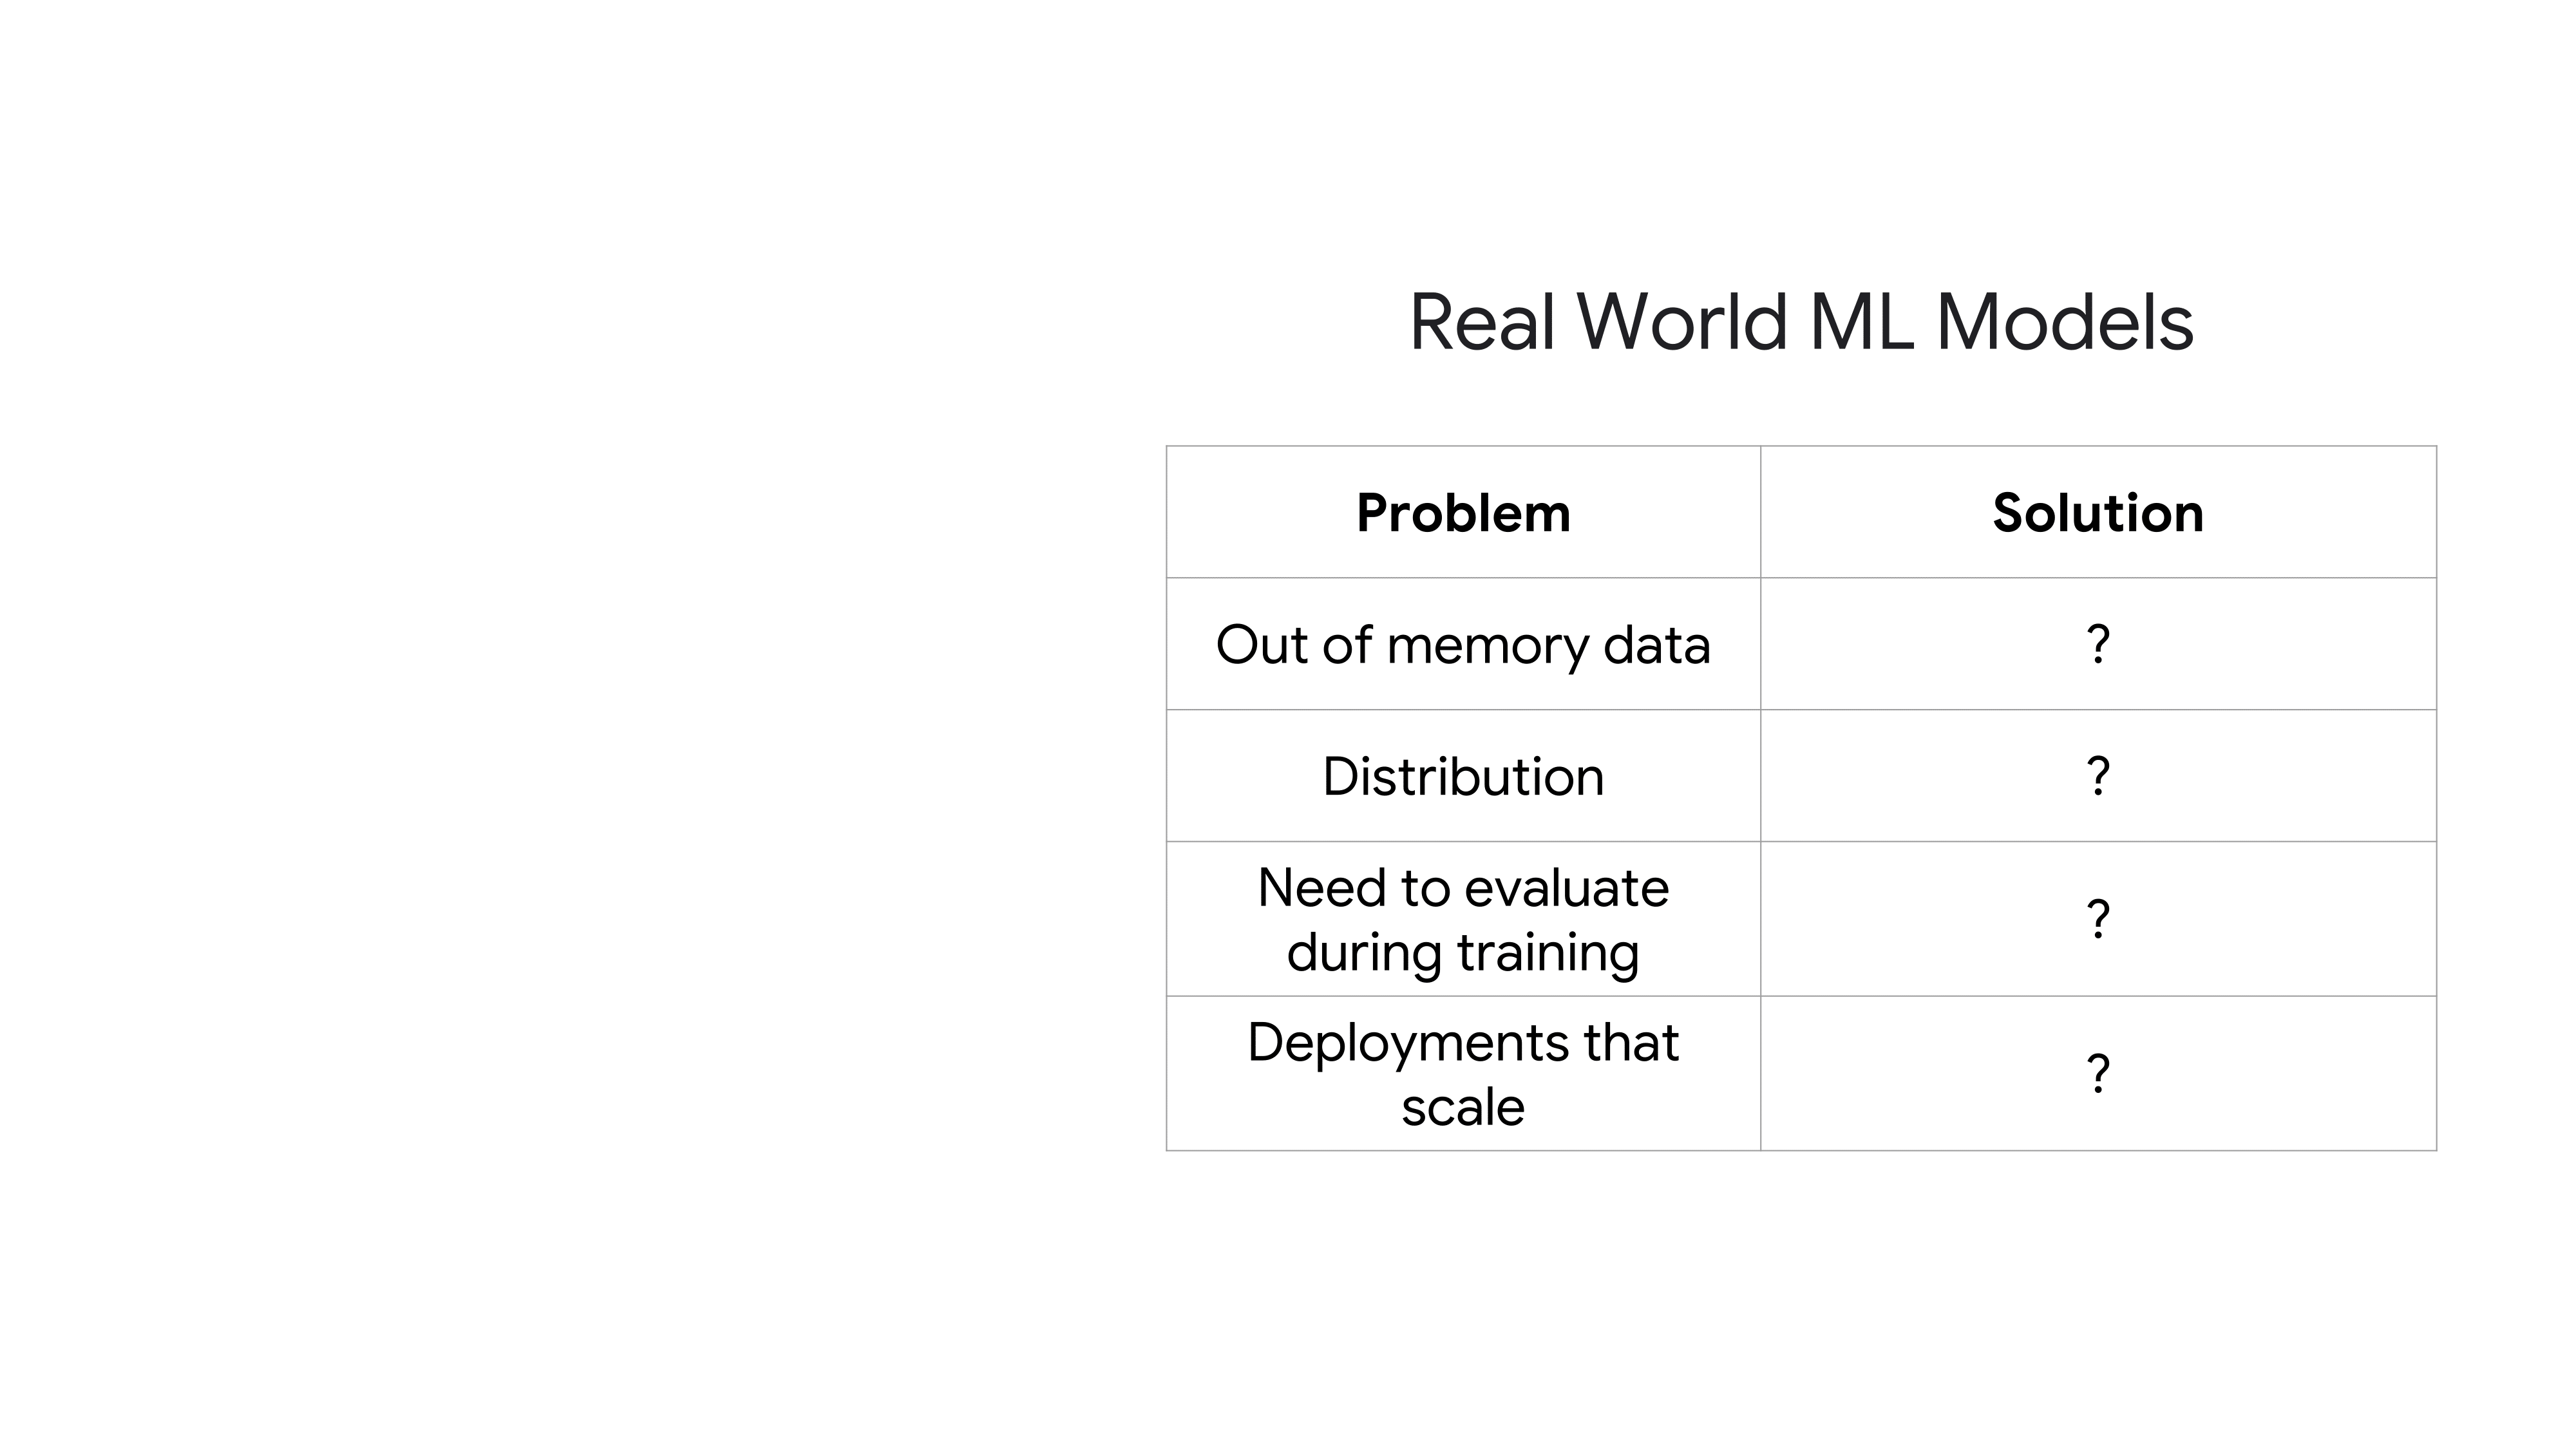 Real World ML Models
Problem
Solution
Out of memory data
?
Distribution
?
Need to evaluate
during training
?
Deployments that
scale
?